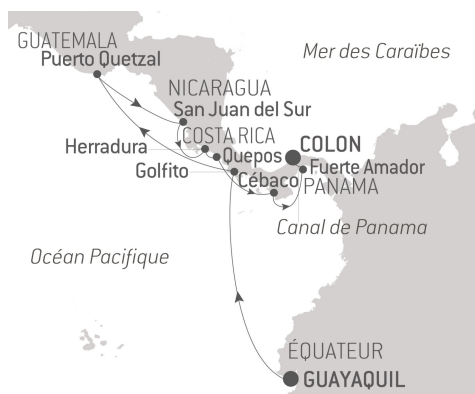 GUATEMALA
Puerto Quetzal
Mer des Caraïbes
NICARAGUA
San Juan del Sur
COSTA RICA
Herradura
Quepos
COLON
Golfito
Fuerte Amador
Cébaco
PANAMA
Canal de Panama
Océan Pacifique
ÉQUATEUR
GUAYAQUIL